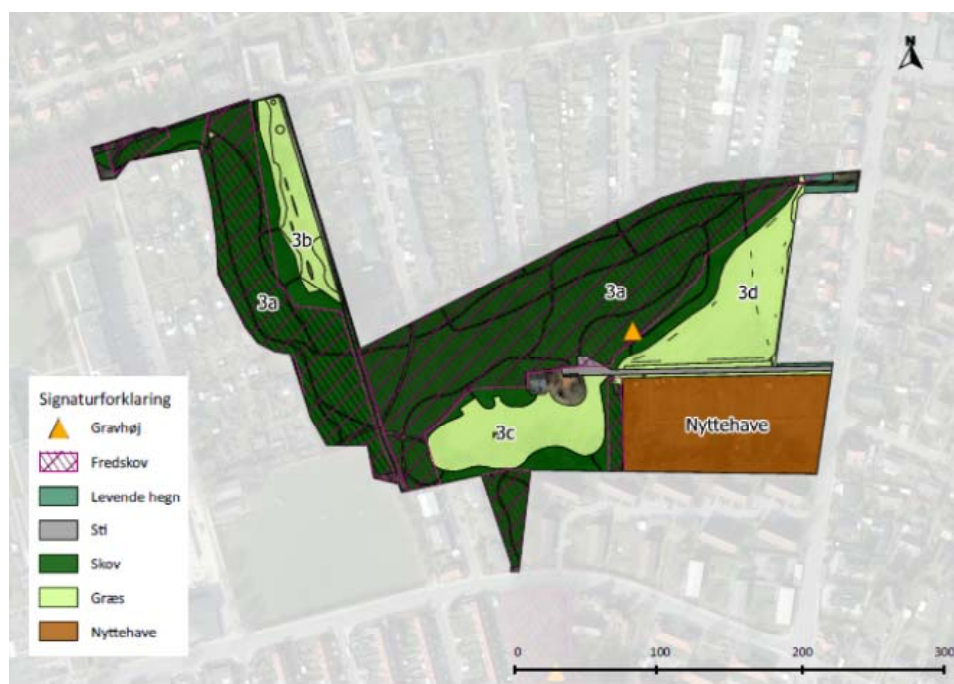 N
3b
3a
3a
3d
3c
Nyttehave
Signaturforklaring
Gravhøj
Fredskov
Levende hegn
Sti
Skov
Græs
Nyttehave
0 100 200 300